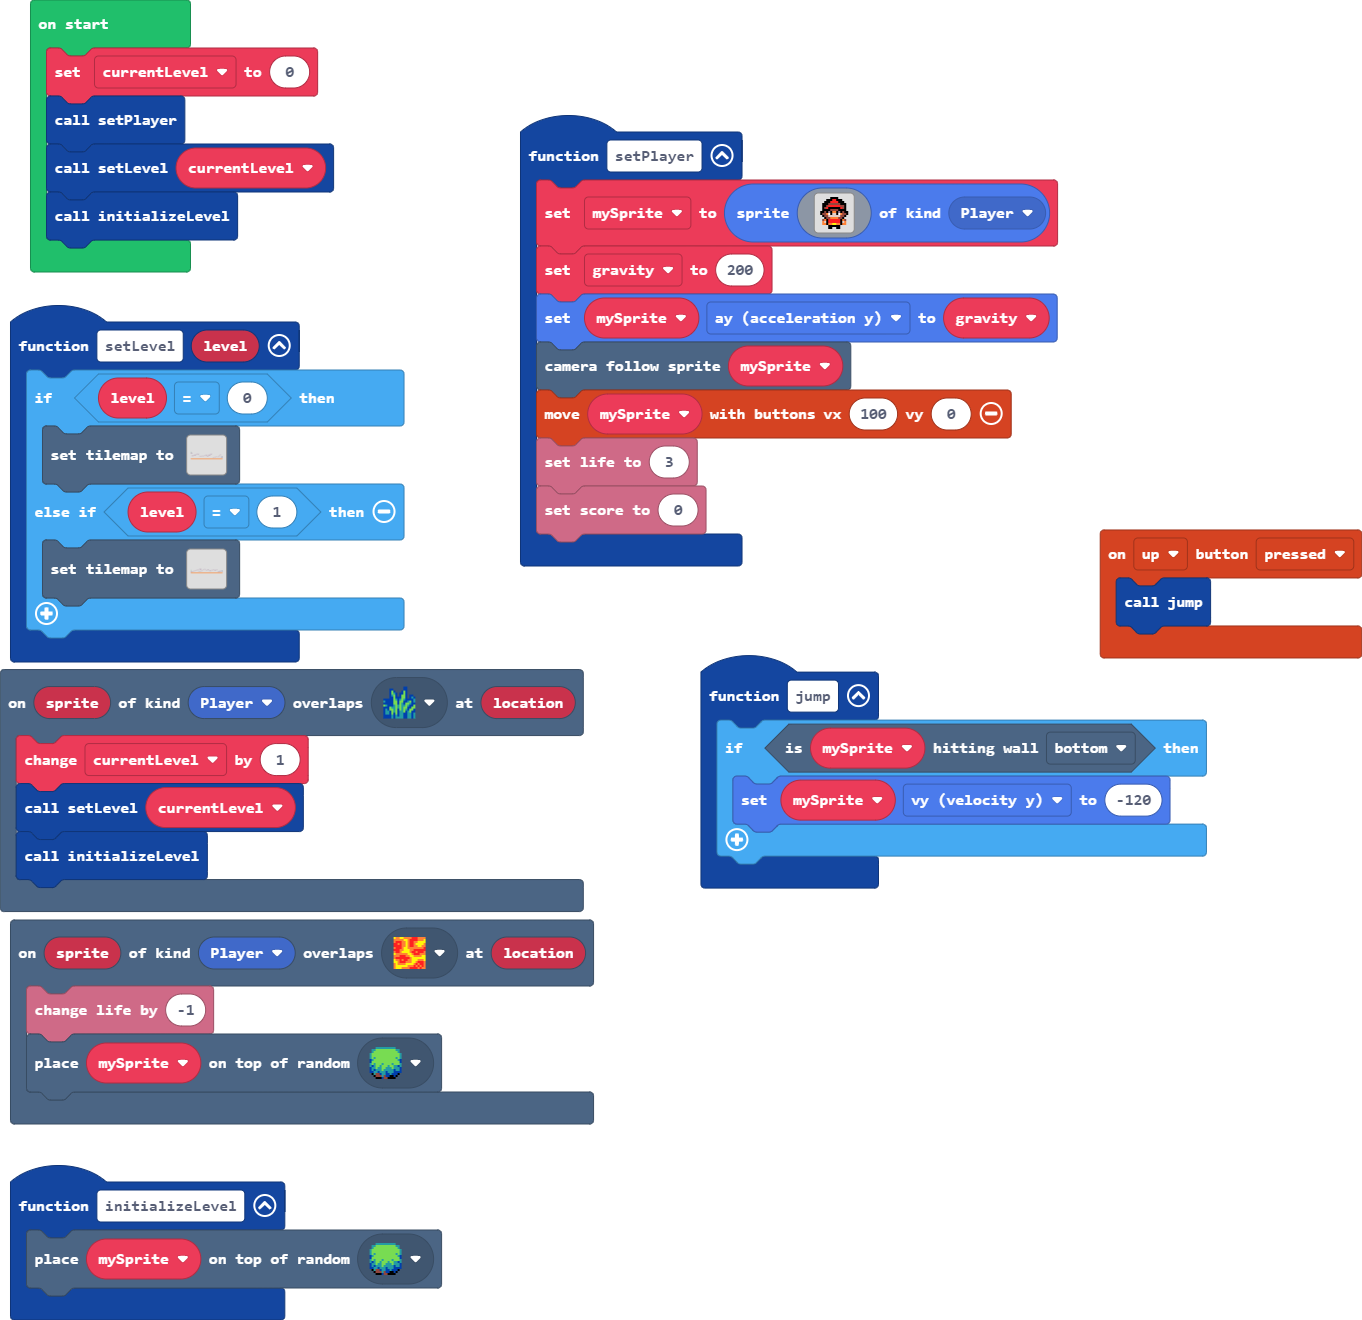 on start
set currentLevel to 0
call setPlayer
call setLevel currentLevel
call initializeLevel
function setPlayer
set mySprite to sprite of kind Player
set gravity to 200
set mySprite ay (acceleration y) to gravity
camera follow sprite mySprite
move mySprite with buttons vx 100 vy 0
set life to 3
set score to 0
function setLevel level
if level = 0 then
set tilemap to
else if level = 1 then
set tilemap to
on up button pressed
call jump
on sprite of kind Player overlaps at location
change currentLevel by 1
call setLevel currentLevel
call initializeLevel
function jump
if is mySprite hitting wall bottom then
set mySprite vy (velocity y) to -120
on sprite of kind Player overlaps at location
change life by -1
place mySprite on top of random
function initializeLevel
place mySprite on top of random